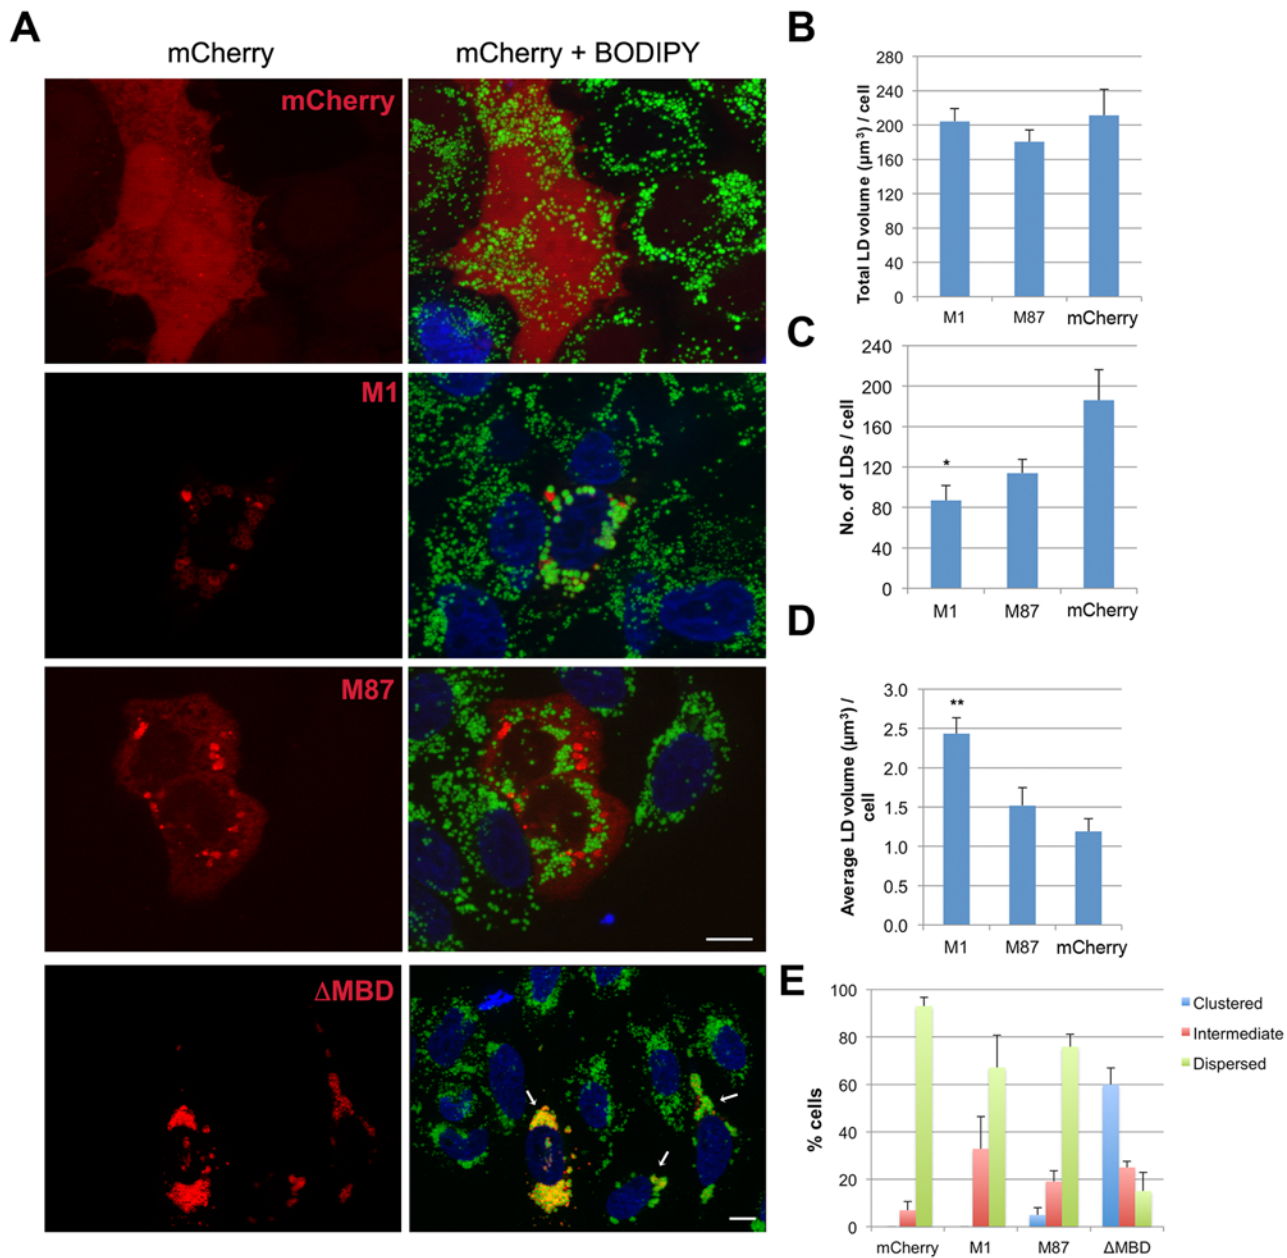 A
mCherry
mCherry + BODIPY
mCherry
M1
M87
ΔMBD
B
Total LD volume (µm³) / cell
280
240
200
160
120
80
40
0
M1
M87
mCherry
C
No. of LDs / cell
240
200
160
120
80
40
0
*
M1
M87
mCherry
D
Average LD volume (µm³) /
cell
3.0
2.5
2.0
1.5
1.0
0.5
0.0
**
M1
M87
mCherry
E
% cells
100
80
60
40
20
0
mCherry
M1
M87
ΔMBD
Clustered
Intermediate
Dispersed